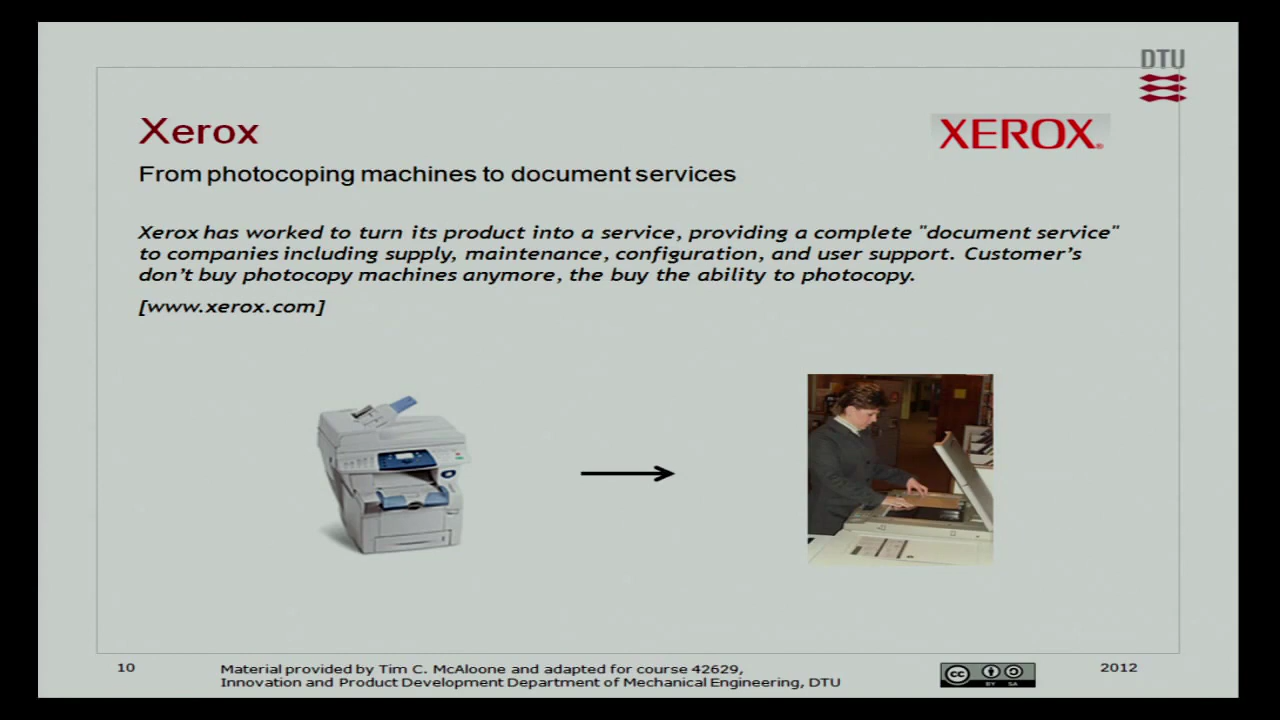 DTU
Xerox
XEROX®
From photocoping machines to document services
Xerox has worked to turn its product into a service, providing a complete "document service"
to companies including supply, maintenance, configuration, and user support. Customer's
don't buy photocopy machines anymore, the buy the ability to photocopy.
[www.xerox.com]
10
Material provided by Tim C. McAloone and adapted for course 42629,
Innovation and Product Development Department of Mechanical Engineering, DTU
cc
BY SA
2012